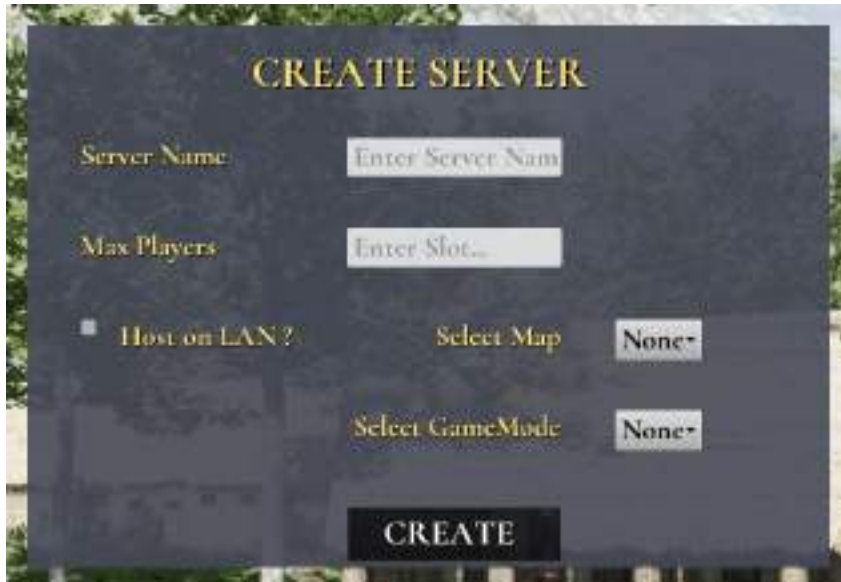 CREATE SERVER
Server Name Enter Server Nam
Max Players Enter Slot...
Host on LAN? Select Map None
Select GameMode None
CREATE